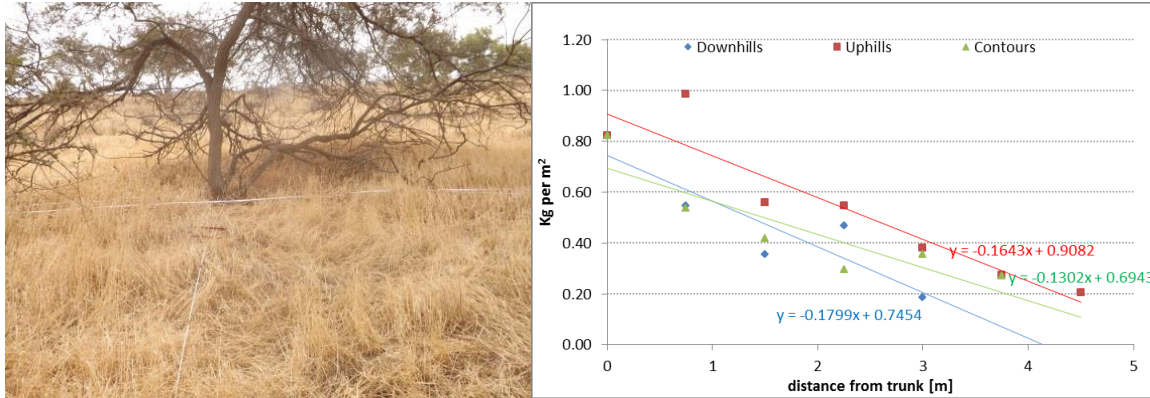 Downhills Uphills Contours
1.20
1.00
0.80
0.60
0.40
0.20
0.00
Kg per m²
y = -0.1643x + 0.9082
y = -0.1302x + 0.6943
y = -0.1799x + 0.7454
0 1 2 3 4 5
distance from trunk [m]